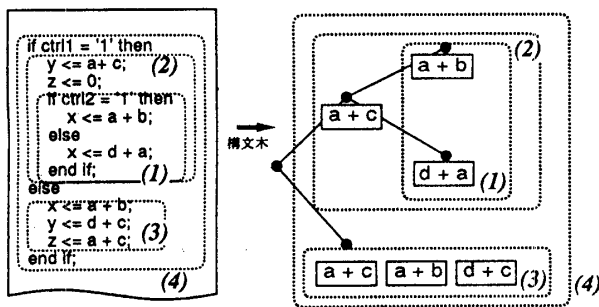 if ctrl1 = '1' then
y <= a+ c; (2)
z <= 0;
if ctrl2 = '1' then
x <= a + b;
else
x <= d + a;
end if; (1)
else
x <= a + b;
y <= d + c; (3)
z <= a + c;
end if;
(4)
構文木
(2)
a + b
a + c
d + a
(1)
a + c a + b d + c (3)
(4)